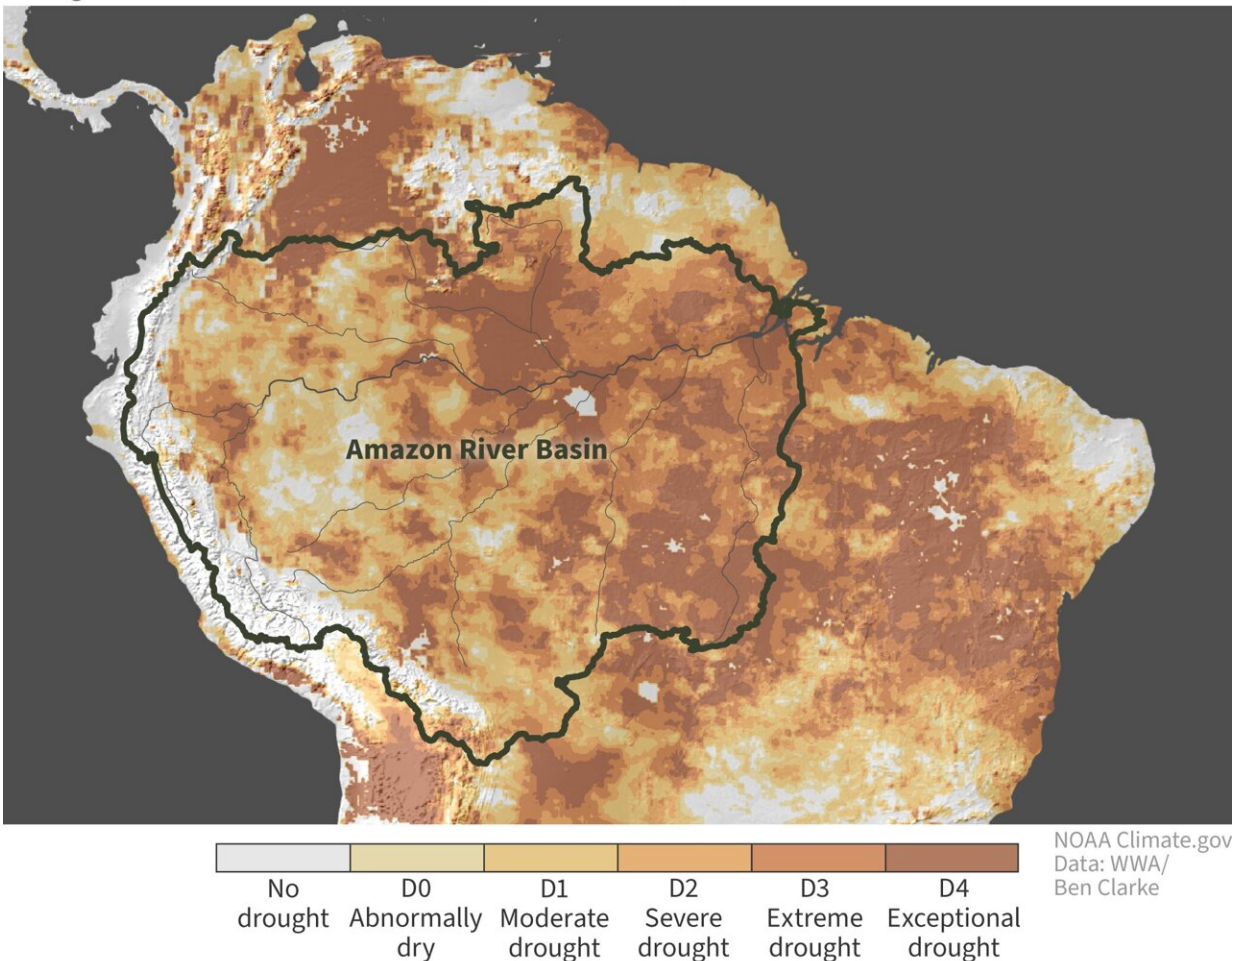 Amazon River Basin
No drought
D0 Abnormally dry
D1 Moderate drought
D2 Severe drought
D3 Extreme drought
D4 Exceptional drought
NOAA Climate.gov
Data: WWA/
Ben Clarke